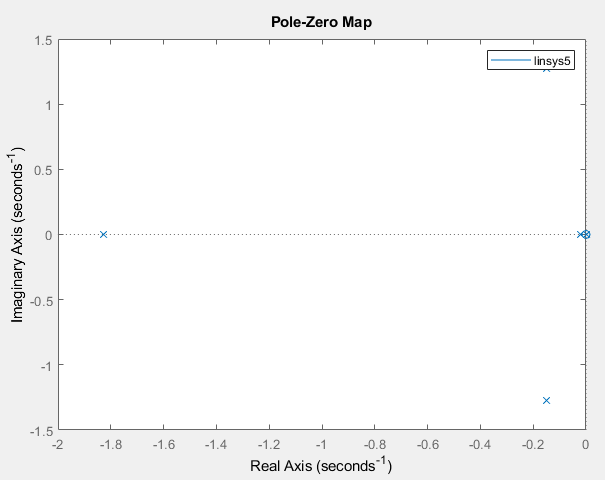 Pole-Zero Map
linsys5
1.5
1
0.5
0
-0.5
-1
-1.5
Imaginary Axis (seconds⁻¹)
-2 -1.8 -1.6 -1.4 -1.2 -1 -0.8 -0.6 -0.4 -0.2 0
Real Axis (seconds⁻¹)